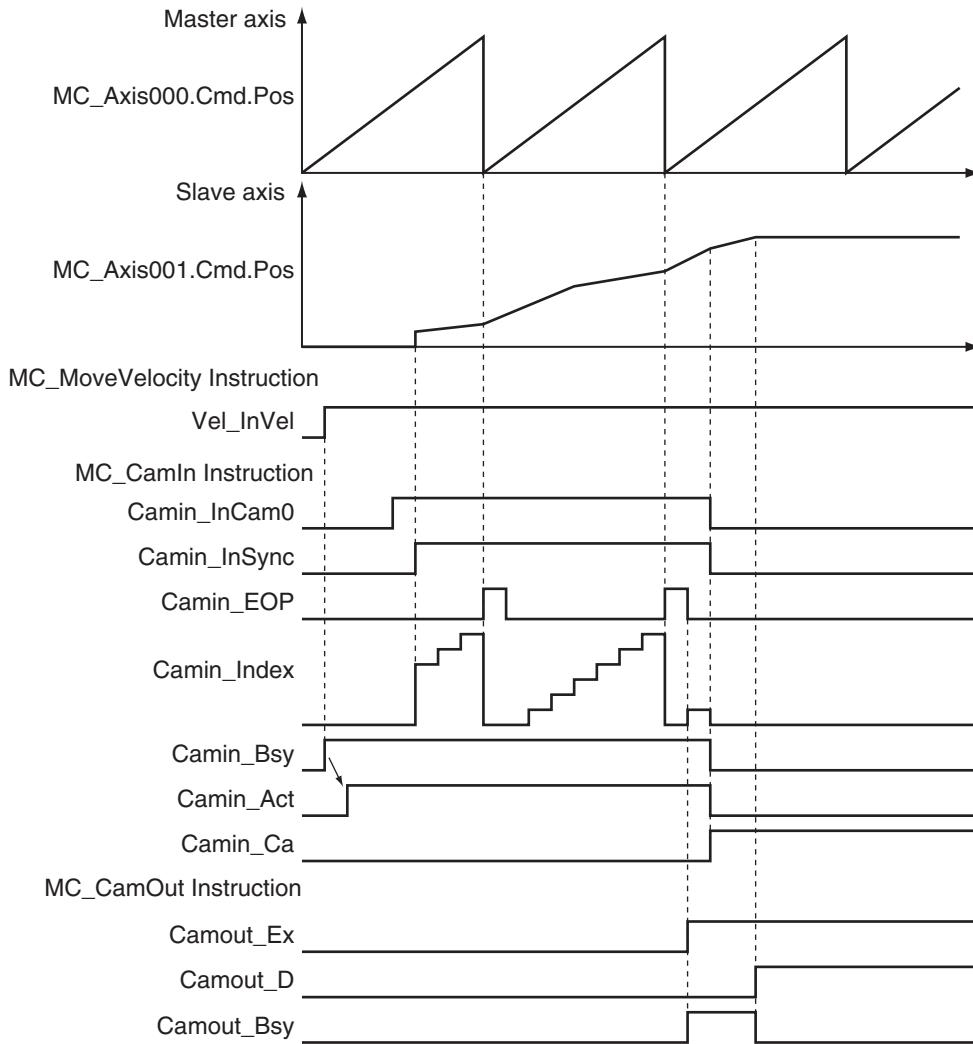 Master axis
MC_Axis000.Cmd.Pos
Slave axis
MC_Axis001.Cmd.Pos
MC_MoveVelocity Instruction
Vel_InVel
MC_CamIn Instruction
Camin_InCam0
Camin_InSync
Camin_EOP
Camin_Index
Camin_Bsy
Camin_Act
Camin_Ca
MC_CamOut Instruction
Camout_Ex
Camout_D
Camout_Bsy